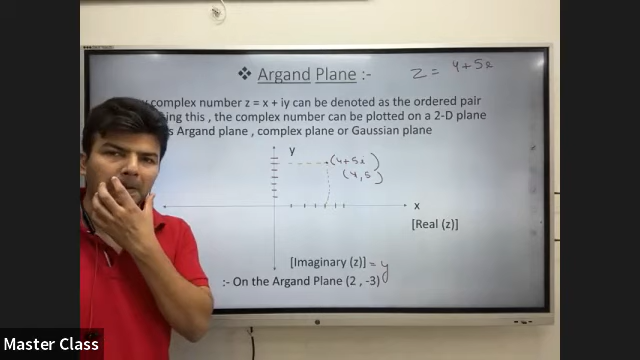 ❖ Argand Plane :-
z = 4+5i
complex number z = x + iy can be denoted as the ordered pair
ing this , the complex number can be plotted on a 2-D plane
s Argand plane , complex plane or Gaussian plane
y
(4+5i)
(4,5)
x
[Real (z)]
[Imaginary (z)] = y
:- On the Argand Plane (2 , -3)
Master Class